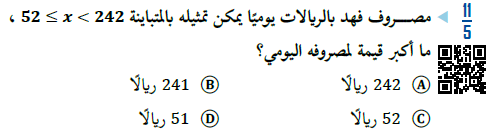 11
5
مصروف فهد بالريالات يوميًا يمكن تمثيله بالمتباينة 52 ≤ x < 242 ،
ما أكبر قيمة لمصروفه اليومي؟
A 242 ريالًا
B 241 ريالًا
C 52 ريالًا
D 51 ريالًا